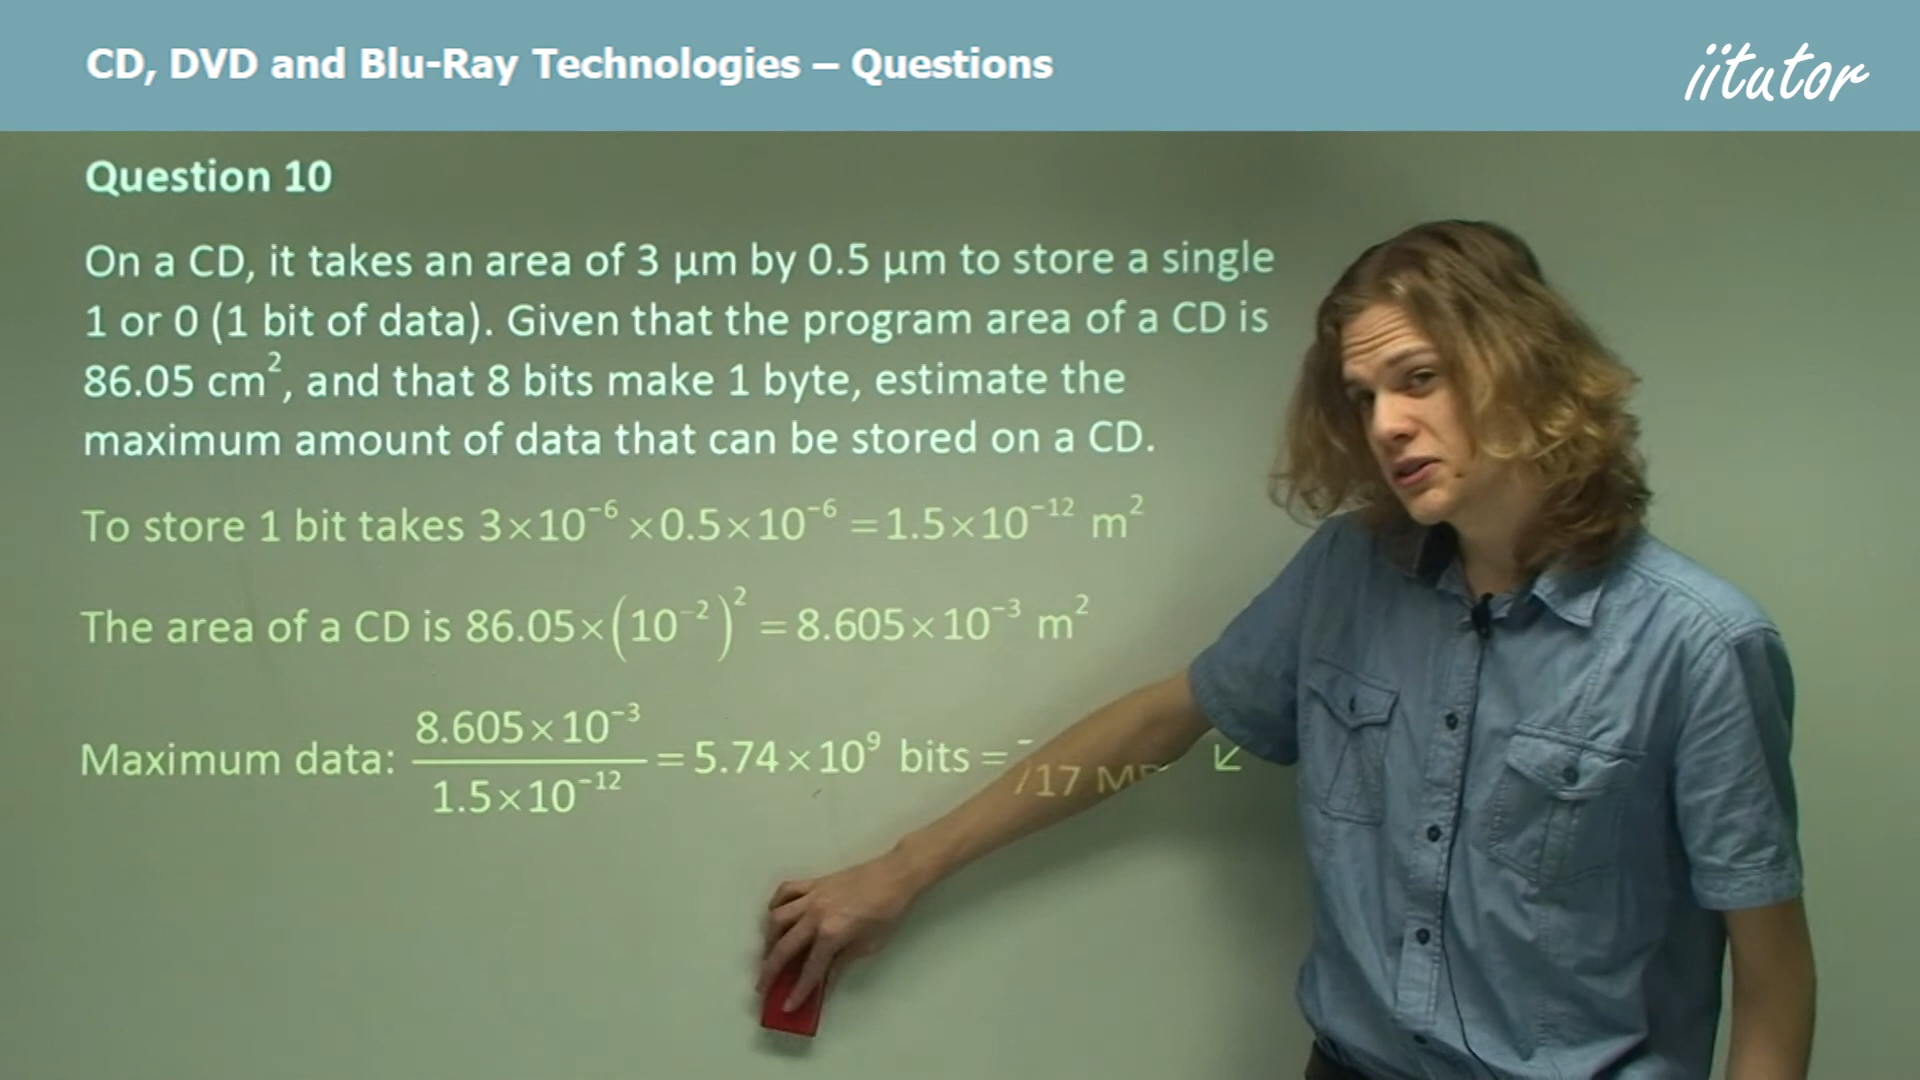 CD, DVD and Blu-Ray Technologies – Questions
iitutor
Question 10
On a CD, it takes an area of 3 μm by 0.5 μm to store a single
1 or 0 (1 bit of data). Given that the program area of a CD is
86.05 cm², and that 8 bits make 1 byte, estimate the
maximum amount of data that can be stored on a CD.
To store 1 bit takes 3×10⁻⁶ ×0.5×10⁻⁶ =1.5×10⁻¹² m²
The area of a CD is 86.05×(10⁻²)² =8.605×10⁻³ m²
Maximum data: 8.605×10⁻³ / 1.5×10⁻¹² =5.74×10⁹ bits =